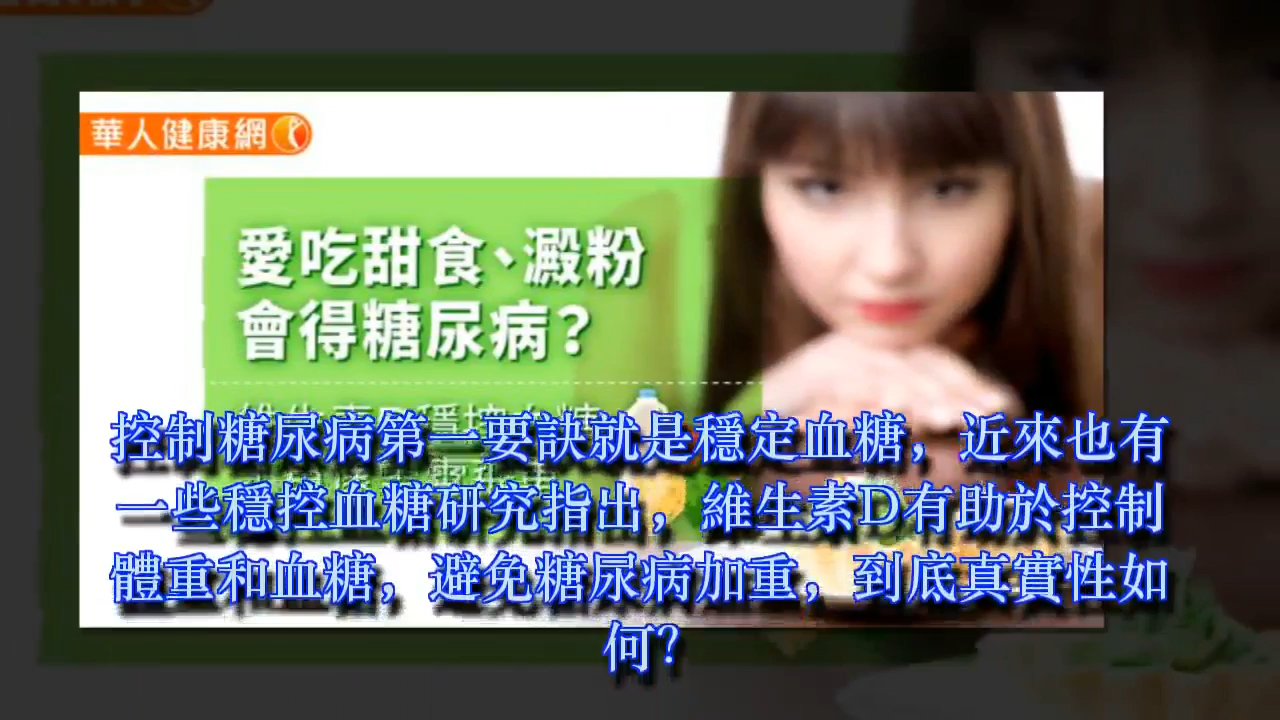 華人健康網
愛吃甜食、澱粉
會得糖尿病？
控制糖尿病第一要訣就是穩定血糖，近來也有
一些穩控血糖研究指出，維生素D有助於控制
體重和血糖，避免糖尿病加重，到底真實性如
何？